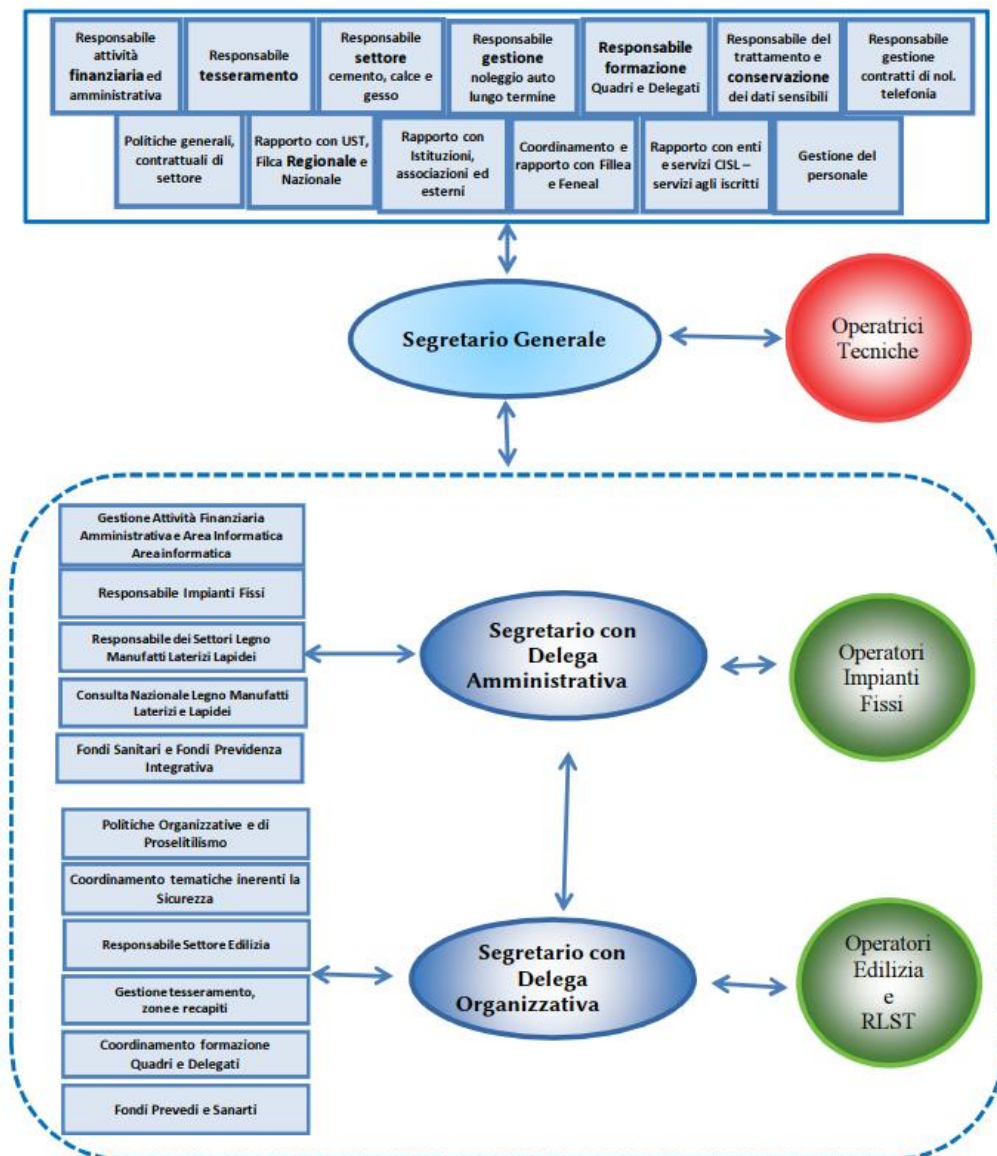 Responsabile
attività
finanziaria ed
amministrativa
Responsabile
tesseramento
Responsabile
settore
cemento, calce e
gesso
Responsabile
gestione
noleggio auto
lungo termine
Responsabile
formazione
Quadri e Delegati
Responsabile del
trattamento e
conservazione
dei dati sensibili
Responsabile
gestione
contratti di nol.
telefonia
Politiche generali,
contrattuali di
settore
Rapporto con UST,
Filca Regionale e
Nazionale
Rapporto con
Istituzioni,
associazioni ed
esterni
Coordinamento e
rapporto con Fillea
e Feneal
Rapporto con enti
e servizi CISL –
servizi agli iscritti
Gestione del
personale
Segretario Generale
Operatrici
Tecniche
Gestione Attività Finanziaria
Amministrativa e Area Informatica
Area informatica
Responsabile Impianti Fissi
Responsabile dei Settori Legno
Manufatti Laterizi Lapidei
Consulta Nazionale Legno Manufatti
Laterizi e Lapidei
Fondi Sanitari e Fondi Previdenza
Integrativa
Segretario con
Delega
Amministrativa
Operatori
Impianti
Fissi
Politiche Organizzative e di
Proselitilismo
Coordinamento tematiche inerenti la
Sicurezza
Responsabile Settore Edilizia
Gestione tesseramento,
zone e recapiti
Coordinamento formazione
Quadri e Delegati
Fondi Prevedi e Sanarti
Segretario con
Delega
Organizzativa
Operatori
Edilizia
e
RLST